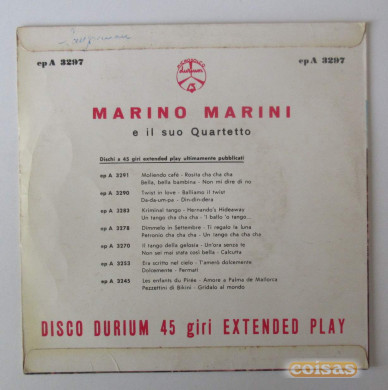 ep A 3297
ep A 3297
MARINO MARINI
e il suo Quartetto
Dischi a 45 giri extended play ultimamente pubblicati
ep A 3291 Moliendo café - Rosita cha cha cha
Bella, bella bambina - Non mi dire di no
ep A 3290 Twist in love - Balliamo il twist
Da-da-um-pa - Din-din-dera
ep A 3283 Kriminal tango - Hernando's Hideaway
Un tango cha cha cha - 'I ballo 'o tango...
ep A 3278 Dimmelo in Settembre - Ti regalo la luna
Perronio cha cha cha - Un tango cha cha cha
ep A 3270 Il tango della gelosia - Un'ora senza te
Non sei mai stata così bella - Calcutta
ep A 3253 Era scritto nel cielo - T'amerò dolcemente
Dolcemente - Fermati
ep A 3245 Les enfants du Pirée - Amore a Palma de Mallorca
Pezzettini di Bikini - Gridalo al mondo
DISCO DURIUM 45 giri EXTENDED PLAY
coisas